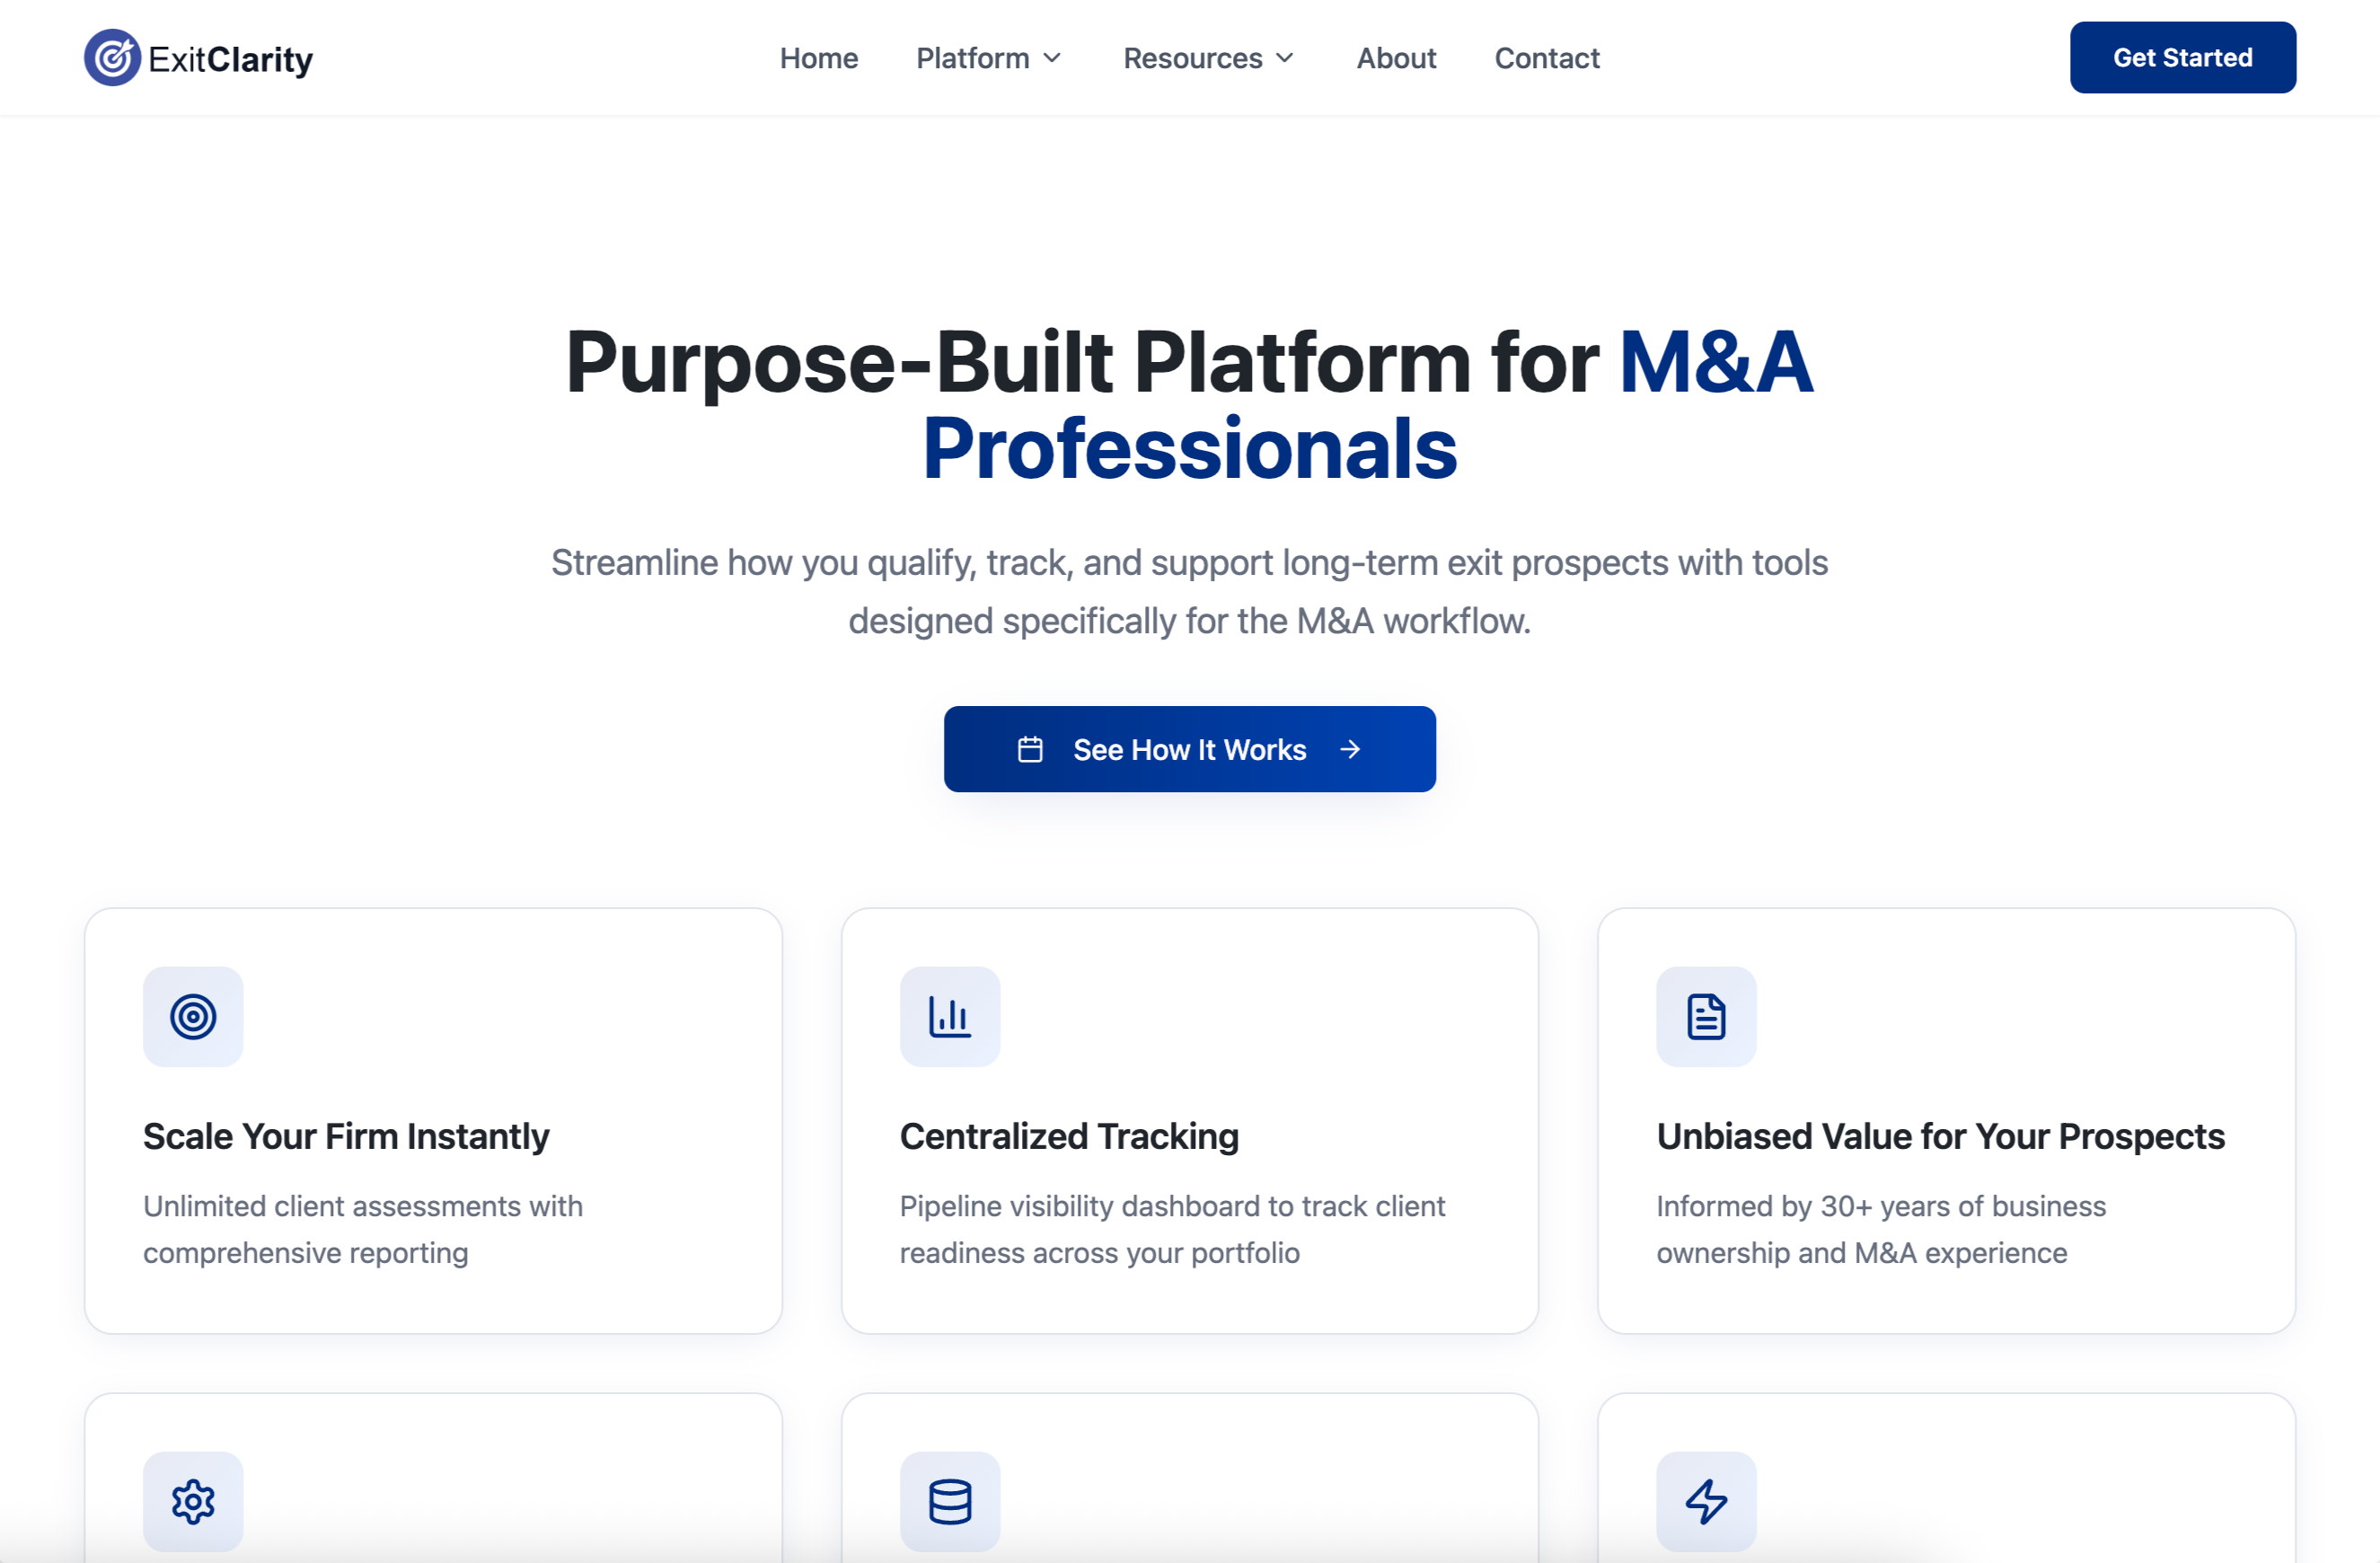 ExitClarity
Home
Platform
Resources
About
Contact
Get Started
Purpose-Built Platform for M&A
Professionals
Streamline how you qualify, track, and support long-term exit prospects with tools
designed specifically for the M&A workflow.
See How It Works
Scale Your Firm Instantly
Unlimited client assessments with
comprehensive reporting
Centralized Tracking
Pipeline visibility dashboard to track client
readiness across your portfolio
Unbiased Value for Your Prospects
Informed by 30+ years of business
ownership and M&A experience